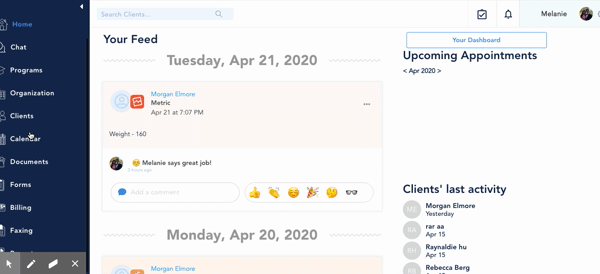 Home
Chat
Programs
Organization
Clients
Calendar
Documents
Forms
Billing
Faxing
Search Clients...
Melanie
Your Feed
Tuesday, Apr 21, 2020
Morgan Elmore
Metric
Apr 21 at 7:07 PM
Weight - 160
Melanie says great job!
2 hours ago
Add a comment
Monday, Apr 20, 2020
Morgan Elmore
Your Dashboard
Upcoming Appointments
< Apr 2020 >
Clients' last activity
ME
Morgan Elmore
Yesterday
RA
rar aa
Apr 15
RH
Raynaldie hu
Apr 15
RB
Rebecca Berg